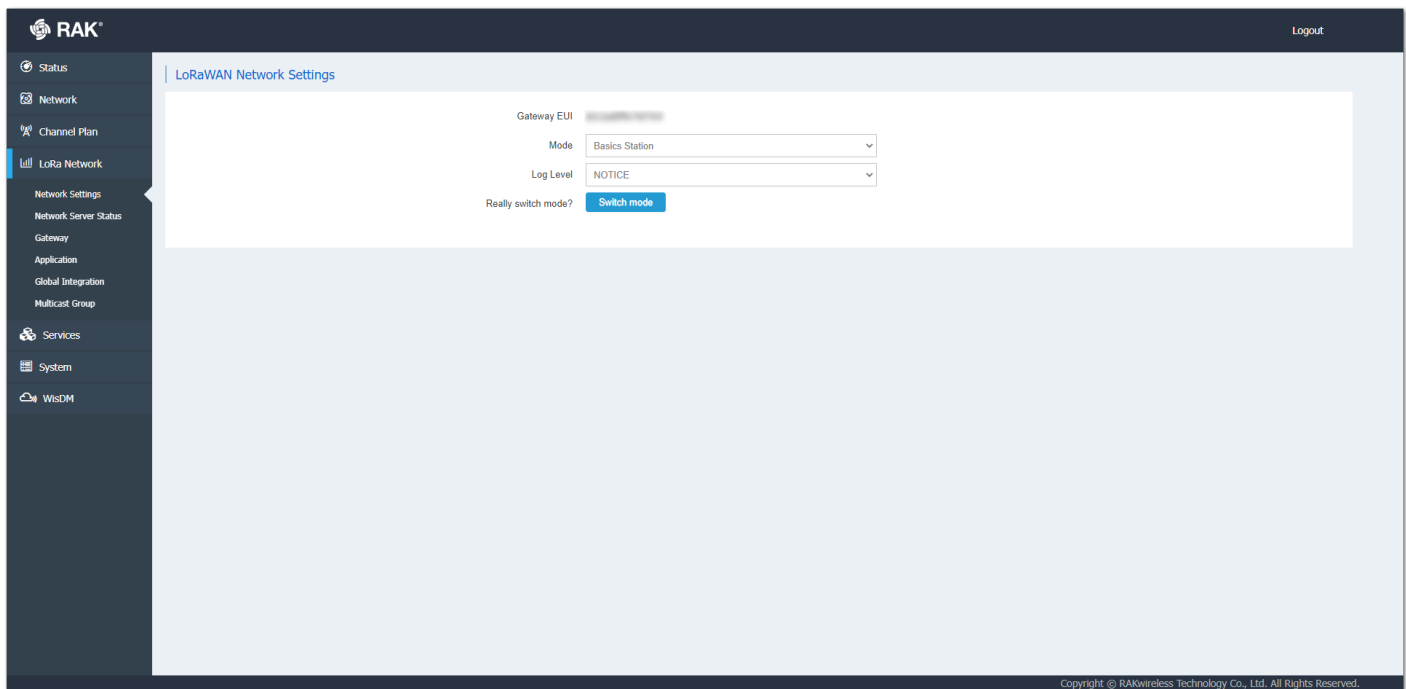 RAK®
Logout
Status
Network
Channel Plan
LoRa Network
Network Settings
Network Server Status
Gateway
Application
Global Integration
Multicast Group
Services
System
WisDM
LoRaWAN Network Settings
Gateway EUI
Mode Basics Station
Log Level NOTICE
Really switch mode? Switch mode
Copyright © RAKwireless Technology Co., Ltd. All Rights Reserved.